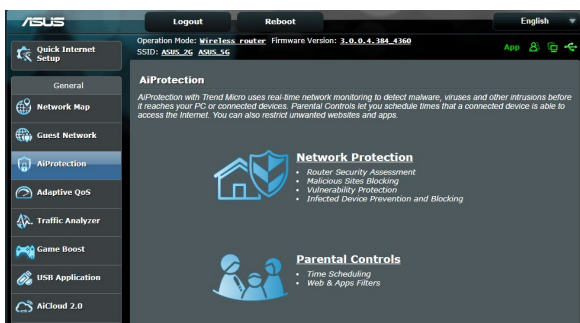 ASUS
Logout
Reboot
English
Quick Internet
Setup
Operation Mode: Wireless router Firmware Version: 3.0.0.4.384_4360
SSID: ASUS_2G ASUS_5G
App
General
Network Map
Guest Network
AiProtection
Adaptive QoS
Traffic Analyzer
Game Boost
USB Application
AiCloud 2.0
AiProtection
AiProtection with Trend Micro uses real-time network monitoring to detect malware, viruses and other intrusions before
it reaches your PC or connected devices. Parental Controls let you schedule times that a connected device is able to
access the Internet. You can also restrict unwanted websites and apps.
Network Protection
• Router Security Assessment
• Malicious Sites Blocking
• Vulnerability Protection
• Infected Device Prevention and Blocking
Parental Controls
• Time Scheduling
• Web & Apps Filters